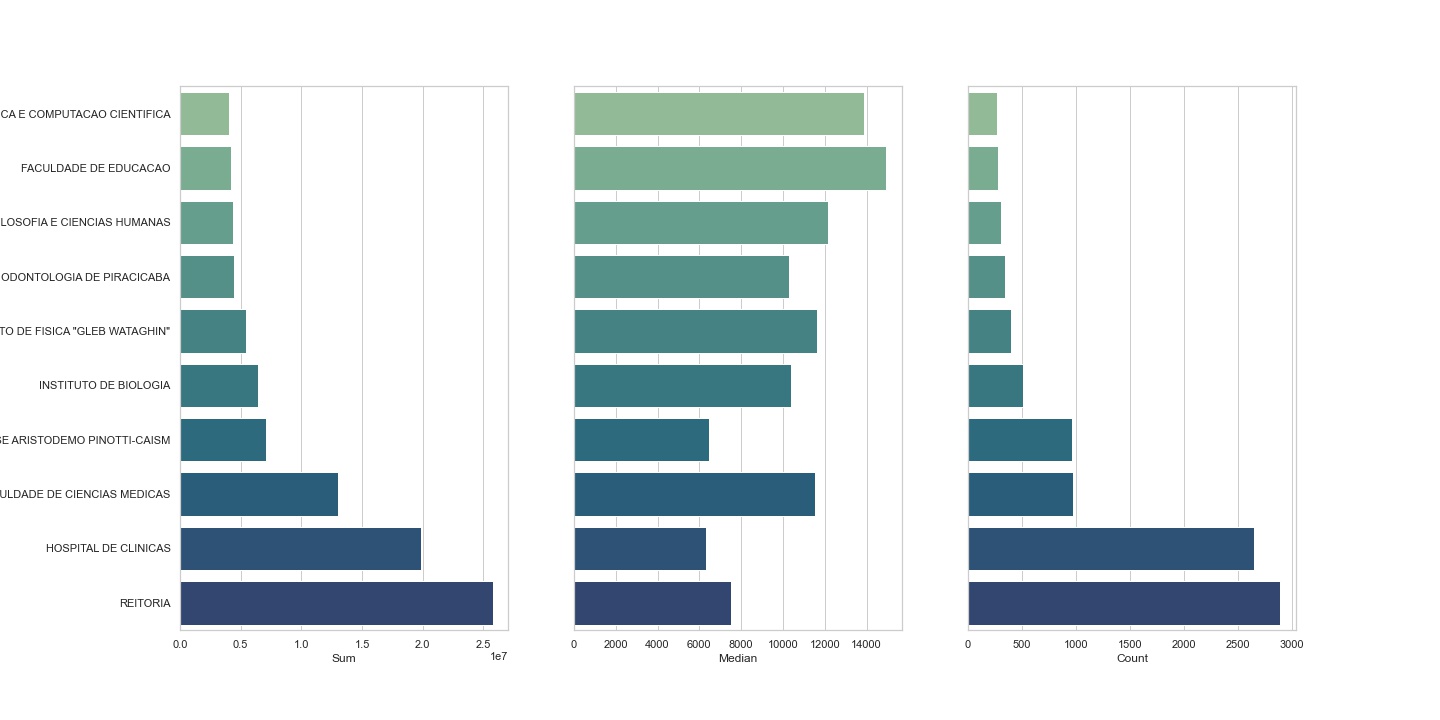 CA E COMPUTACAO CIENTIFICA
FACULDADE DE EDUCACAO
LOSOFIA E CIENCIAS HUMANAS
ODONTOLOGIA DE PIRACICABA
TO DE FISICA "GLEB WATAGHIN"
INSTITUTO DE BIOLOGIA
SE ARISTODEMO PINOTTI-CAISM
ULDADE DE CIENCIAS MEDICAS
HOSPITAL DE CLINICAS
REITORIA
0.0 0.5 1.0 1.5 2.0 2.5
1e7
Sum
0 2000 4000 6000 8000 10000 12000 14000
Median
0 500 1000 1500 2000 2500 3000
Count